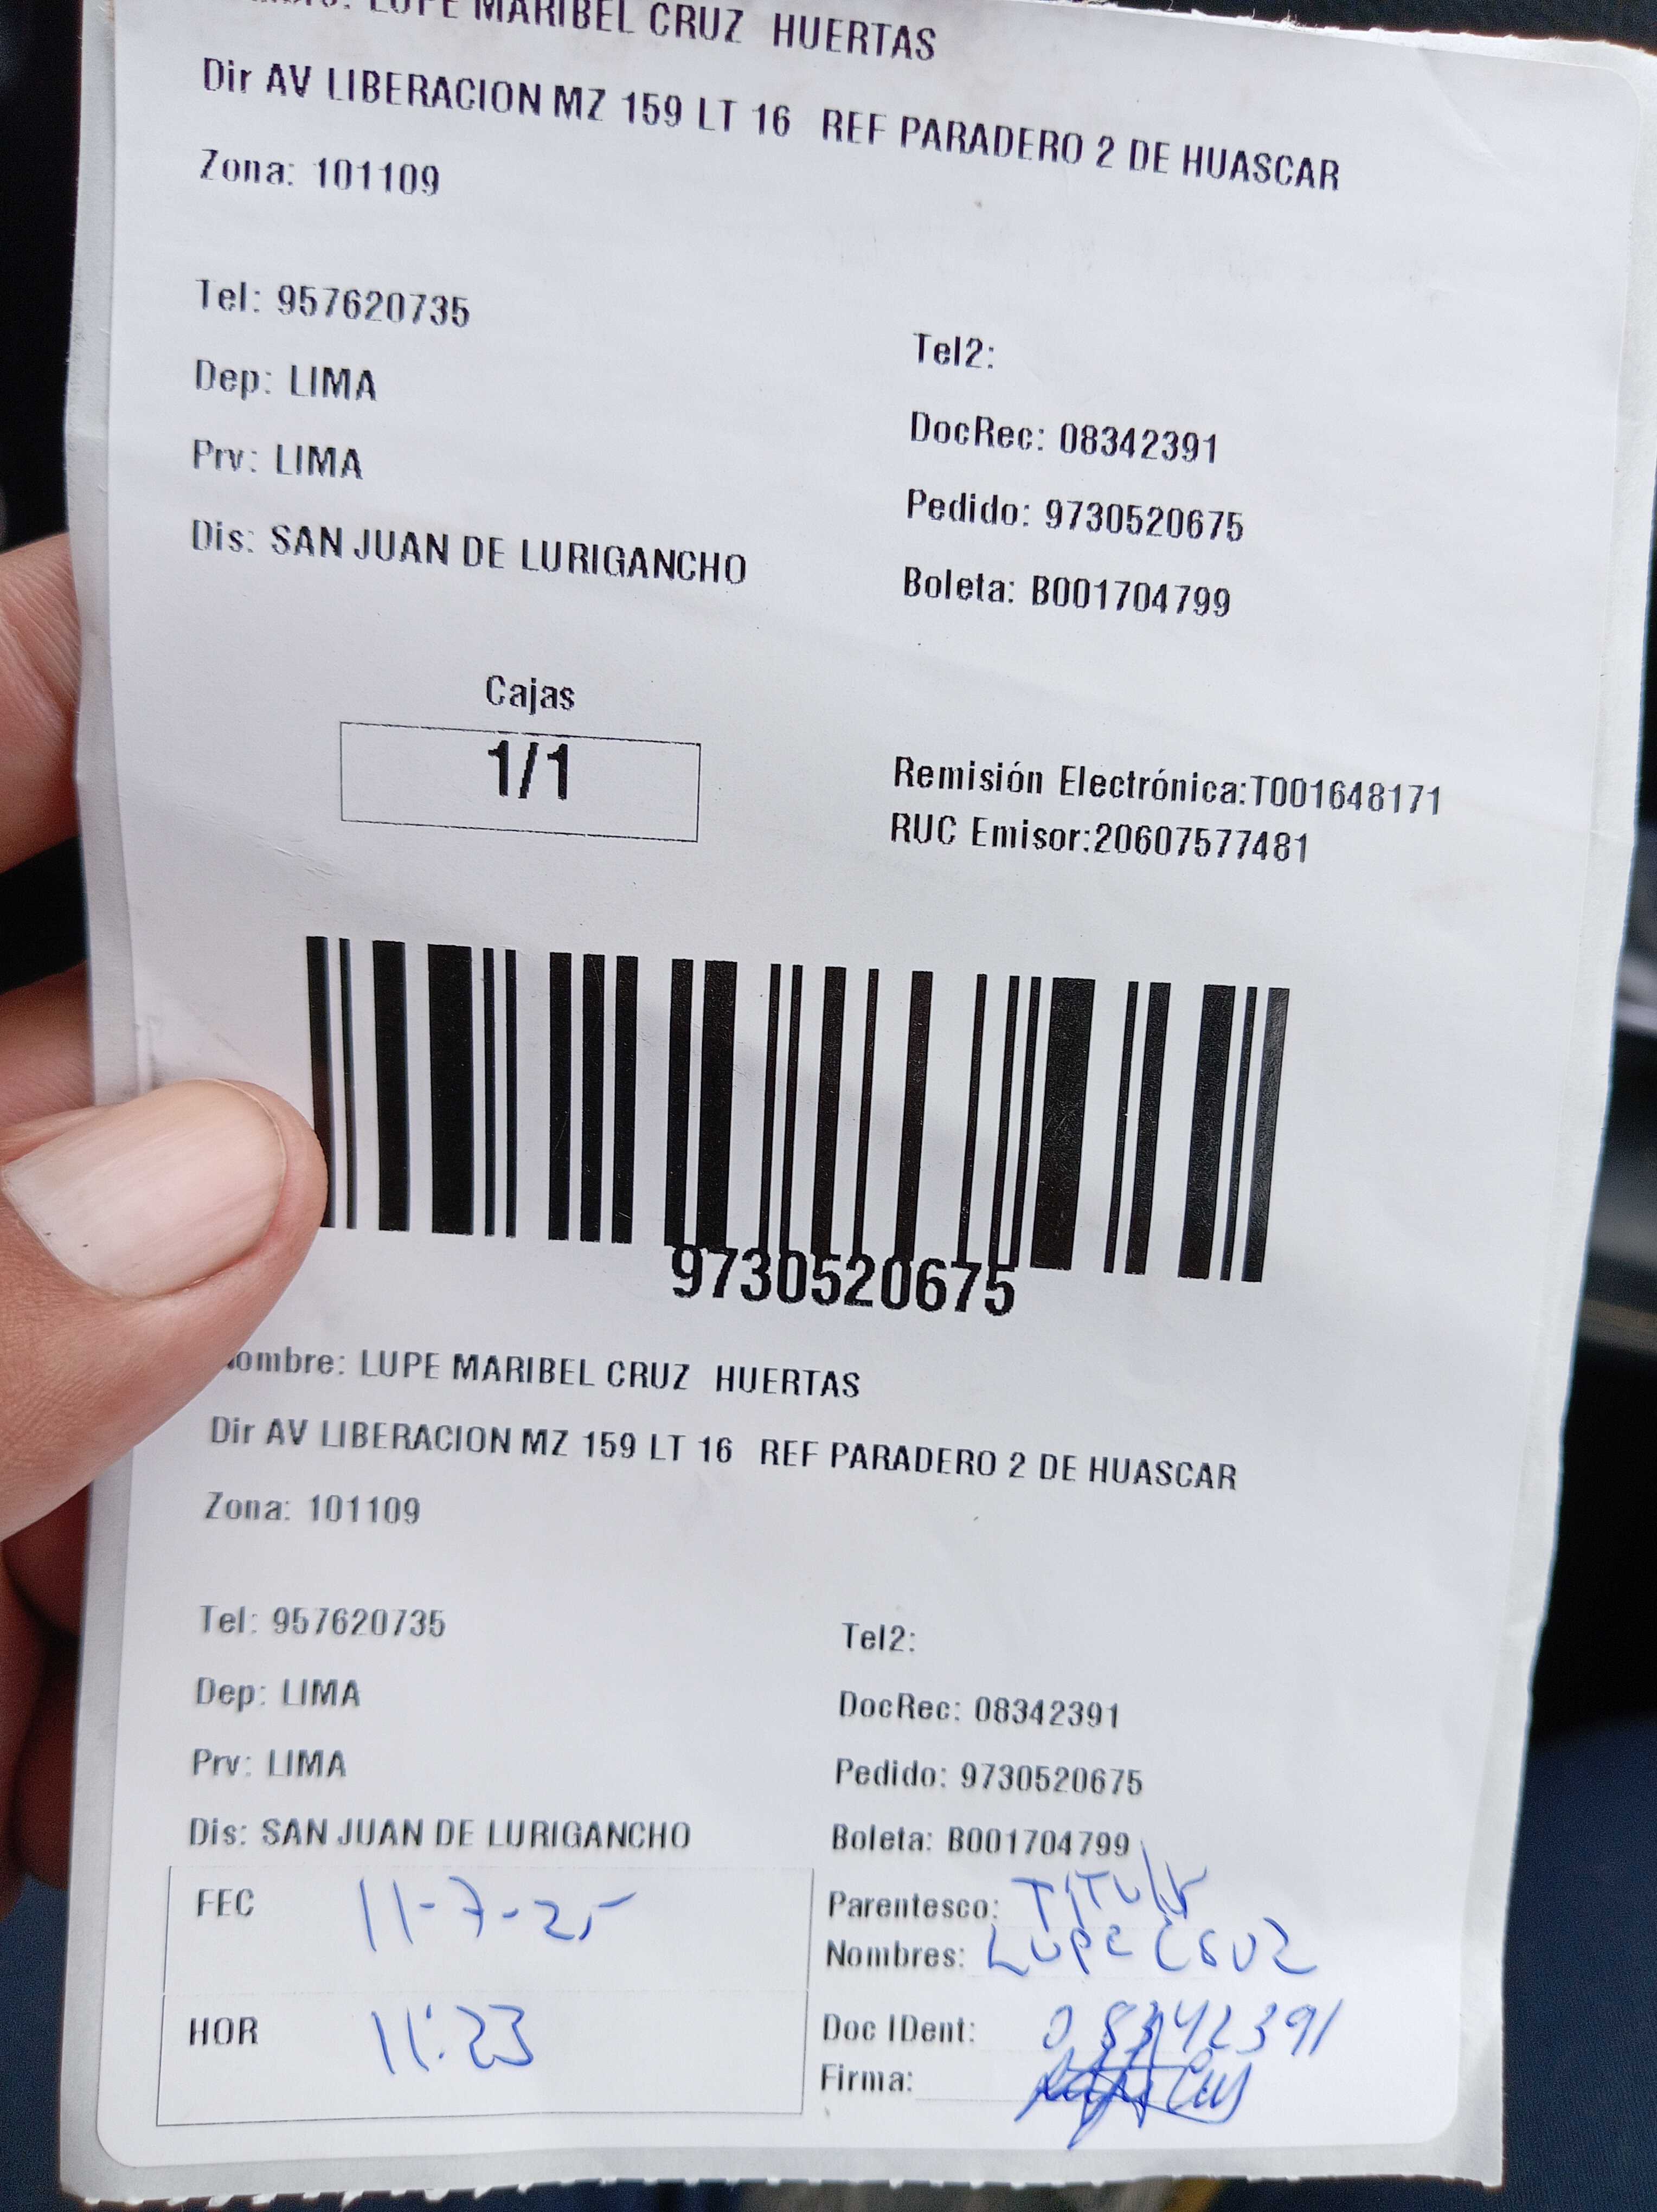 LUPE MARIBEL CRUZ HUERTAS
Dir AV LIBERACION MZ 159 LT 16 REF PARADERO 2 DE HUASCAR
Zona: 101109
Tel: 957620735
Tel2:
Dep: LIMA
DocRec: 08342391
Prv: LIMA
Pedido: 9730520675
Dis: SAN JUAN DE LURIGANCHO
Boleta: B001704799
Cajas
1/1
Remisión Electrónica:T001648171
RUC Emisor:20607577481
9730520675
ombre: LUPE MARIBEL CRUZ HUERTAS
Dir AV LIBERACION MZ 159 LT 16 REF PARADERO 2 DE HUASCAR
Zona: 101109
Tel: 957620735
Tel2:
Dep: LIMA
DocRec: 08342391
Prv: LIMA
Pedido: 9730520675
Dis: SAN JUAN DE LURIGANCHO
Boleta: B001704799
FEC 11-7-25
Parentesco: TITULAR
Nombres: LUPE CRUZ
HOR 11:23
Doc IDent: 08342391
Firma: